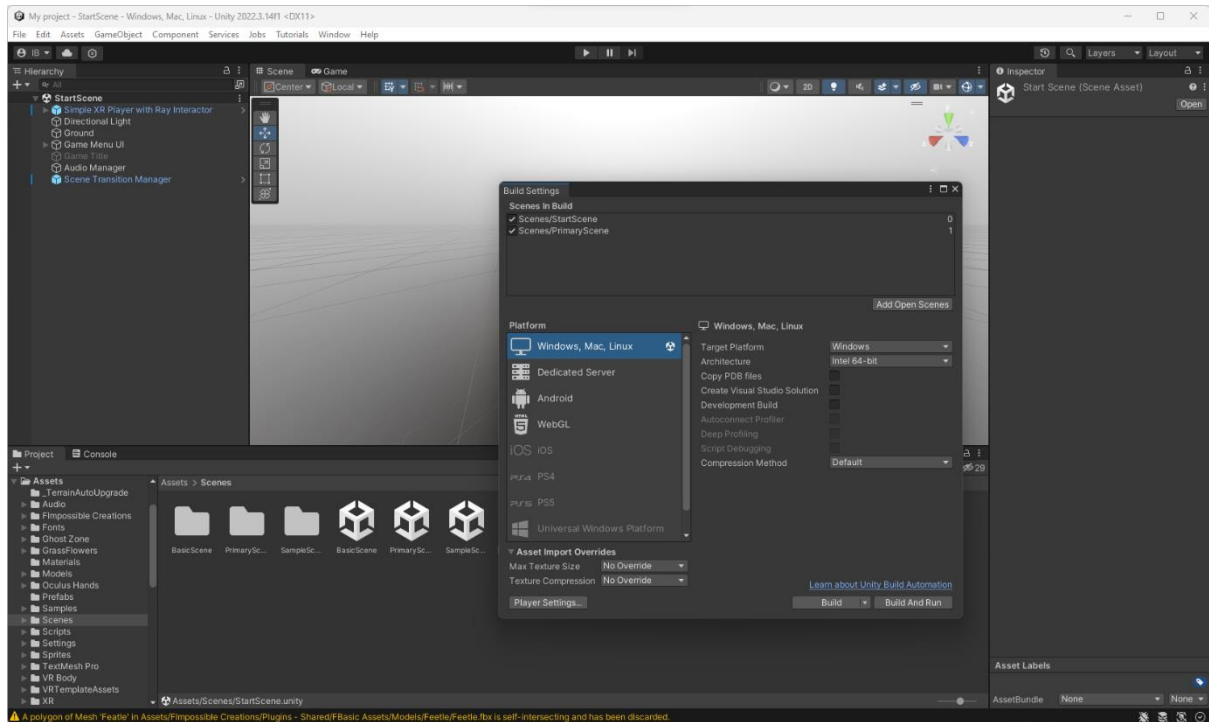 My project - StartScene - Windows, Mac, Linux - Unity 2022.3.14f1 <DX11>
File Edit Assets GameObject Component Services Jobs Tutorials Window Help
IB
Layers
Layout
Hierarchy
All
StartScene
Simple XR Player with Ray Interactor
Directional Light
Ground
Game Menu UI
Game Title
Audio Manager
Scene Transition Manager
Scene Game
Center Local
2D
Inspector
Start Scene (Scene Asset)
Open
Build Settings
Scenes In Build
Scenes/StartScene 0
Scenes/PrimaryScene 1
Add Open Scenes
Platform
Windows, Mac, Linux
Dedicated Server
Android
HTML
WebGL
iOS iOS
PS4 PS4
PS5 PS5
Universal Windows Platform
Windows, Mac, Linux
Target Platform Windows
Architecture Intel 64-bit
Copy PDB files
Create Visual Studio Solution
Development Build
Autoconnect Profiler
Deep Profiling
Script Debugging
Compression Method Default
Asset Import Overrides
Max Texture Size No Override
Texture Compression No Override
Learn about Unity Build Automation
Player Settings...
Build
Build And Run
Project Console
29
Assets
_TerrainAutoUpgrade
Audio
FImpossible Creations
Fonts
Ghost Zone
GrassFlowers
Materials
Models
Oculus Hands
Prefabs
Samples
Scenes
Scripts
Settings
Sprites
TextMesh Pro
VR Body
VRTemplateAssets
XR
Assets > Scenes
BasicScene PrimarySc... SampleSc... BasicScene PrimarySc... SampleSc...
Assets/Scenes/StartScene.unity
Asset Labels
AssetBundle None None
A polygon of Mesh 'Featle' in Assets/FImpossible Creations/Plugins - Shared/FBasic Assets/Models/Feetle/Feetle.fbx is self-intersecting and has been discarded.